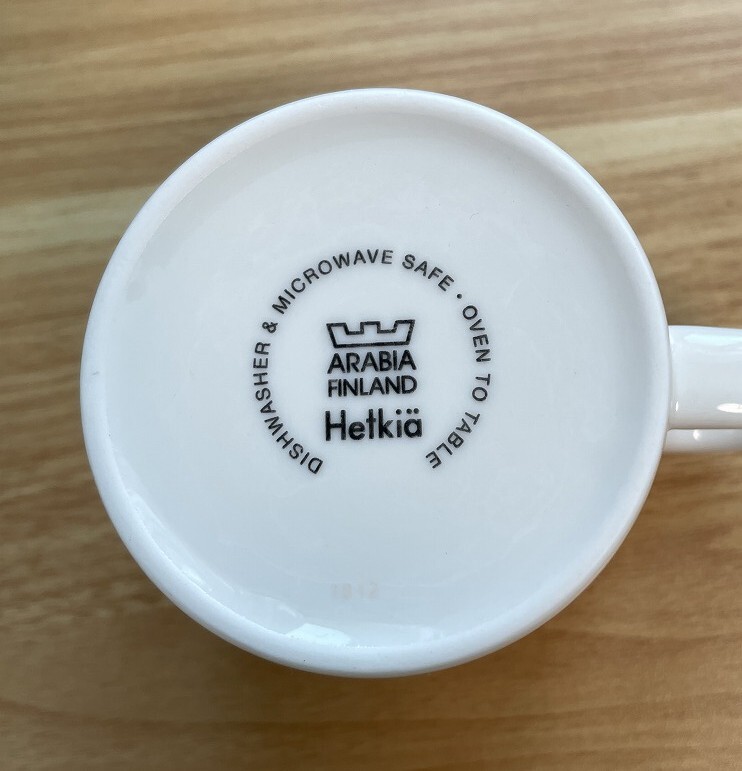 DISHWASHER & MICROWAVE SAFE · OVEN TO TABLE
ARABIA
FINLAND
Hetkiä